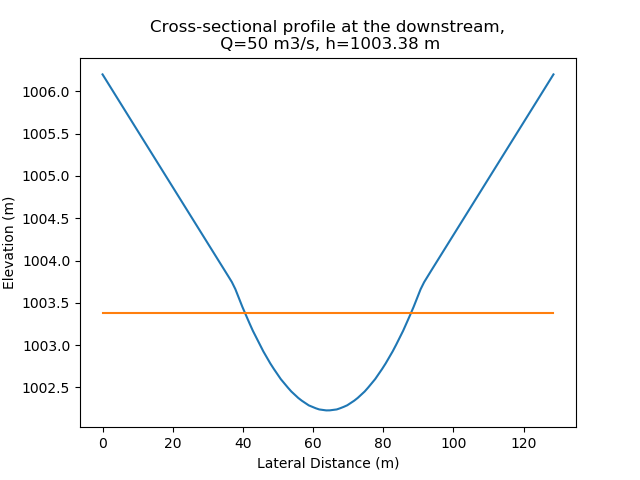 Cross-sectional profile at the downstream,
Q=50 m3/s, h=1003.38 m
1006.0
1005.5
1005.0
1004.5
1004.0
1003.5
1003.0
1002.5
Elevation (m)
0 20 40 60 80 100 120
Lateral Distance (m)